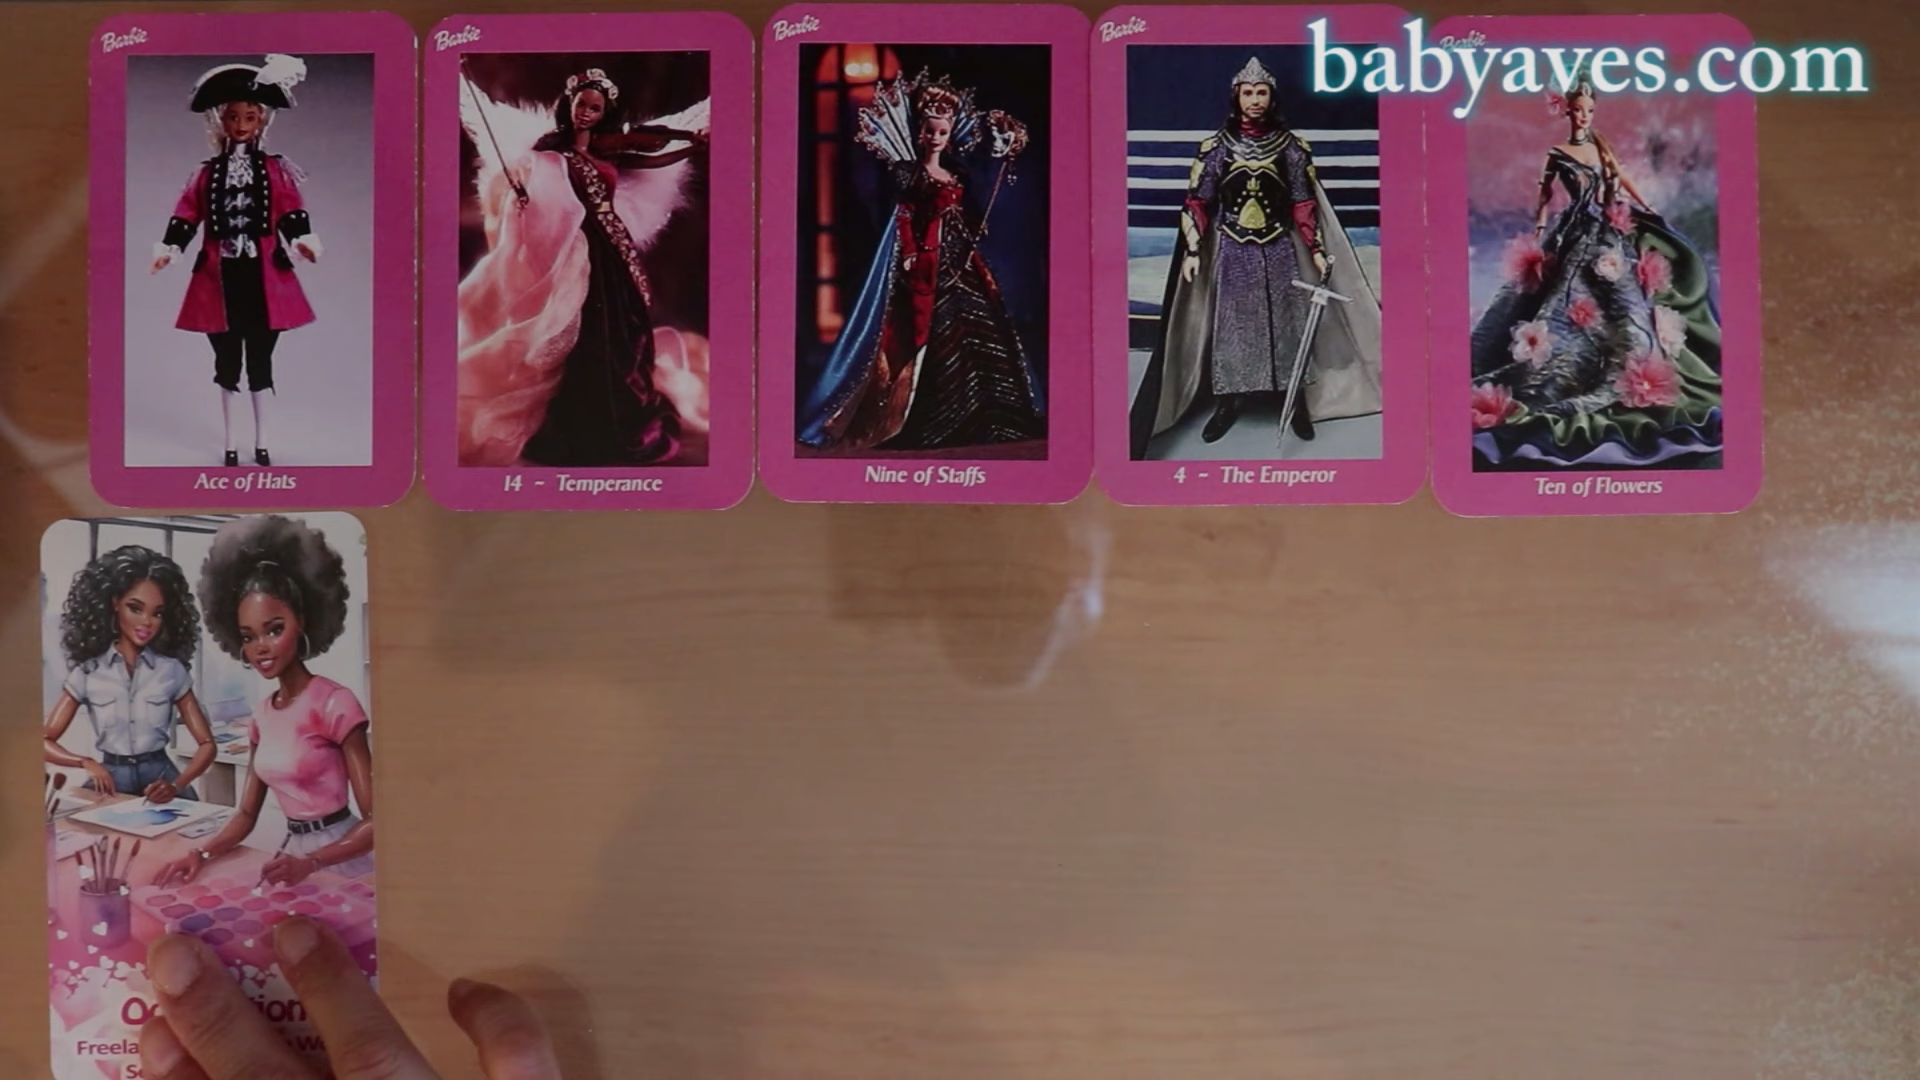 Barbie
Barbie
Barbie
Barbie
Barbie
babyaves.com
Ace of Hats
14 ~ Temperance
Nine of Staffs
4 ~ The Emperor
Ten of Flowers